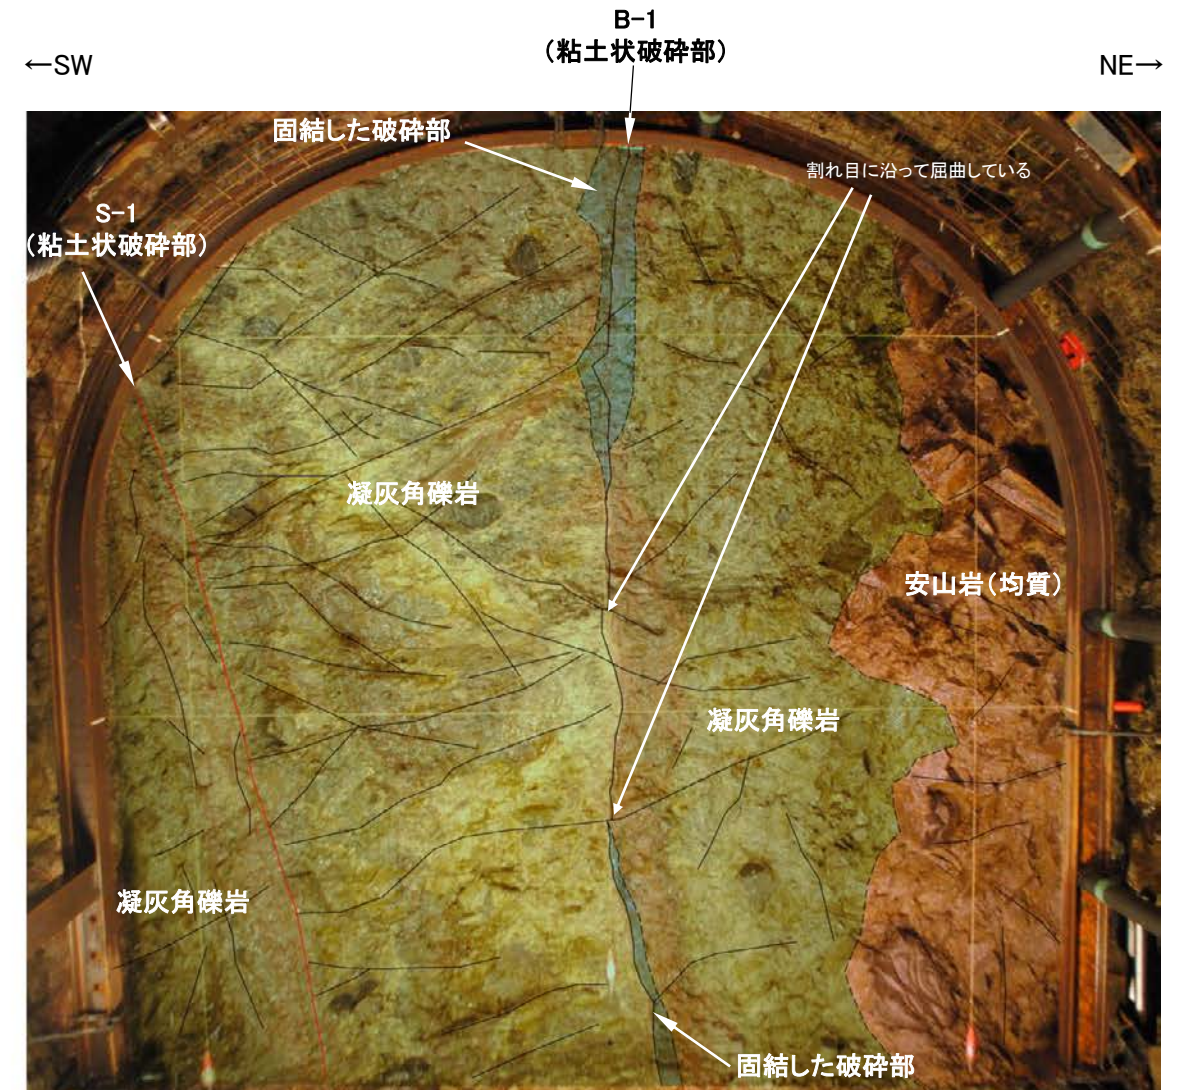 B-1
(粘土状破砕部)
←SW
NE→
固結した破砕部
割れ目に沿って屈曲している
S-1
(粘土状破砕部)
凝灰角礫岩
安山岩(均質)
凝灰角礫岩
凝灰角礫岩
固結した破砕部